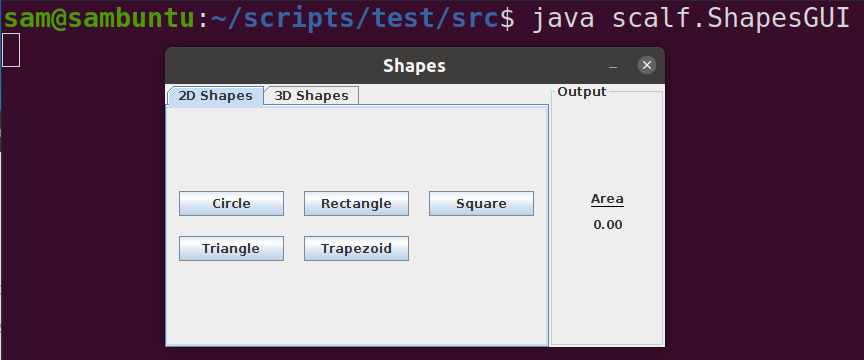 sam@sambuntu:~/scripts/test/src$ java scalf.ShapesGUI
Shapes
2D Shapes 3D Shapes Output
Circle Rectangle Square
Area
0.00
Triangle Trapezoid